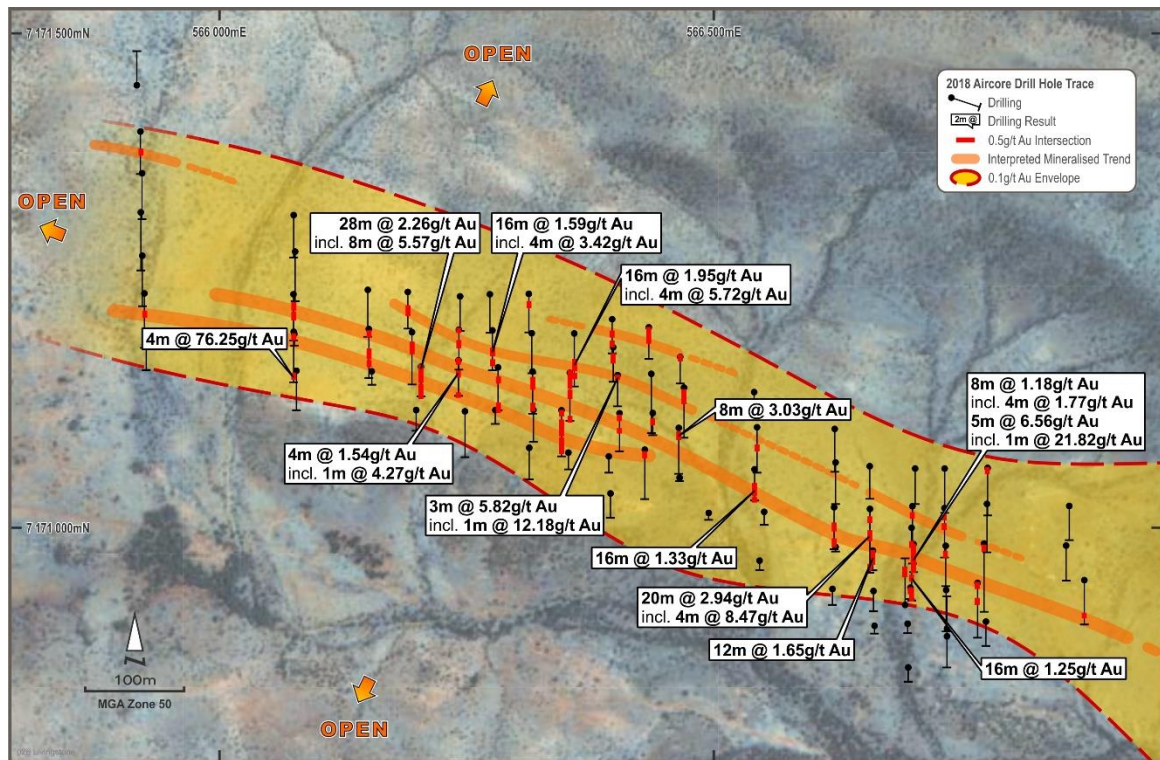 7 171 500mN
566 000mE
566 500mE
OPEN
2018 Aircore Drill Hole Trace
Drilling
2m @
Drilling Result
0.5g/t Au Intersection
Interpreted Mineralised Trend
0.1g/t Au Envelope
OPEN
28m @ 2.26g/t Au
incl. 8m @ 5.57g/t Au
16m @ 1.59g/t Au
incl. 4m @ 3.42g/t Au
16m @ 1.95g/t Au
incl. 4m @ 5.72g/t Au
4m @ 76.25g/t Au
8m @ 1.18g/t Au
incl. 4m @ 1.77g/t Au
5m @ 6.56g/t Au
incl. 1m @ 21.82g/t Au
8m @ 3.03g/t Au
4m @ 1.54g/t Au
incl. 1m @ 4.27g/t Au
3m @ 5.82g/t Au
incl. 1m @ 12.18g/t Au
7 171 000mN
16m @ 1.33g/t Au
20m @ 2.94g/t Au
incl. 4m @ 8.47g/t Au
12m @ 1.65g/t Au
16m @ 1.25g/t Au
N
100m
MGA Zone 50
OPEN